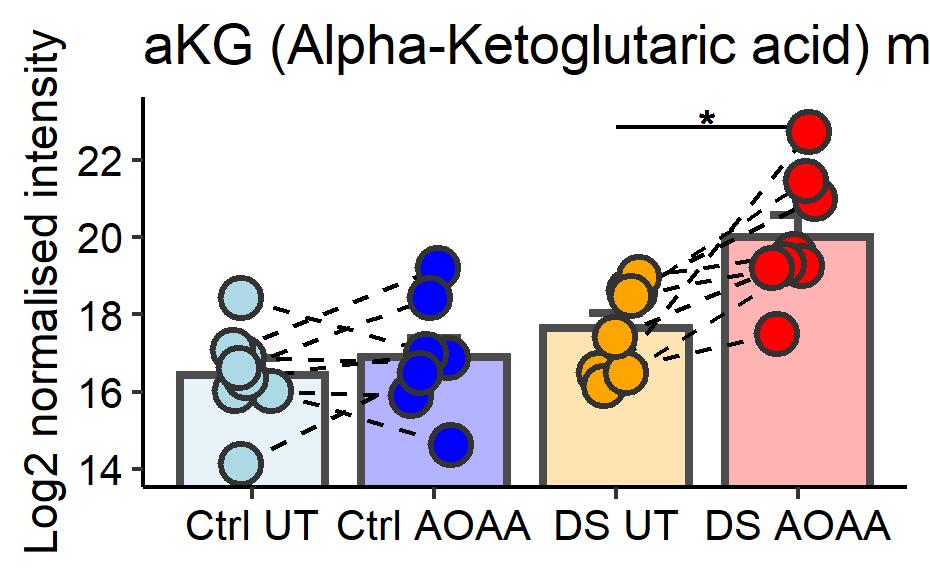 aKG (Alpha-Ketoglutaric acid) m
Log2 normalised intensity
*
22
20
18
16
14
Ctrl UT Ctrl AOAA DS UT DS AOAA